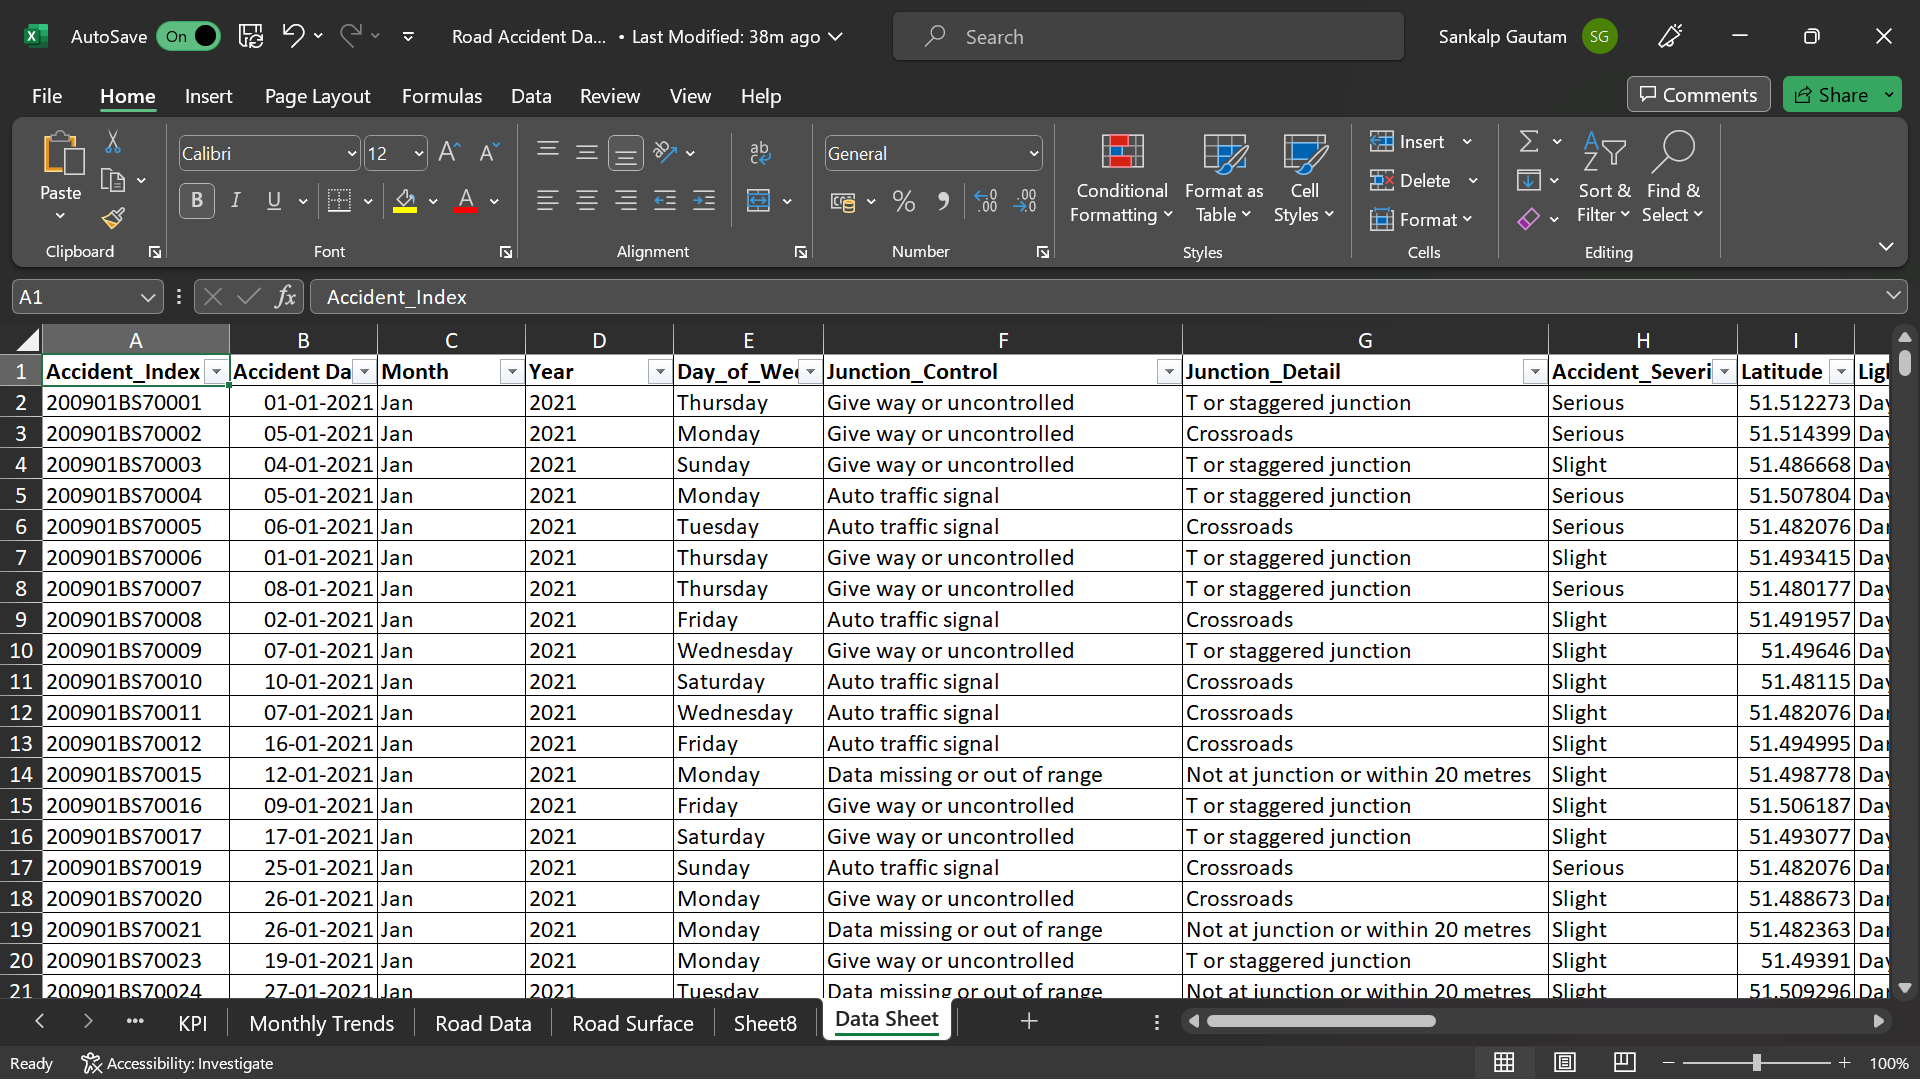 AutoSave On Road Accident Da... • Last Modified: 38m ago Search Sankalp Gautam SG
File Home Insert Page Layout Formulas Data Review View Help Comments Share
Paste Calibri 12 General Conditional Formatting Format as Table Cell Styles Insert Delete Format Sort & Filter Find & Select
Clipboard Font Alignment Number Styles Cells Editing
A1 fx Accident_Index
A B C D E F G H I
1 Accident_Index Accident Da Month Year Day_of_Wee Junction_Control Junction_Detail Accident_Severi Latitude Lig
2 200901BS70001 01-01-2021 Jan 2021 Thursday Give way or uncontrolled T or staggered junction Serious 51.512273 Day
3 200901BS70002 05-01-2021 Jan 2021 Monday Give way or uncontrolled Crossroads Serious 51.514399 Day
4 200901BS70003 04-01-2021 Jan 2021 Sunday Give way or uncontrolled T or staggered junction Slight 51.486668 Day
5 200901BS70004 05-01-2021 Jan 2021 Monday Auto traffic signal T or staggered junction Serious 51.507804 Day
6 200901BS70005 06-01-2021 Jan 2021 Tuesday Auto traffic signal Crossroads Serious 51.482076 Dar
7 200901BS70006 01-01-2021 Jan 2021 Thursday Give way or uncontrolled T or staggered junction Slight 51.493415 Day
8 200901BS70007 08-01-2021 Jan 2021 Thursday Give way or uncontrolled T or staggered junction Serious 51.480177 Day
9 200901BS70008 02-01-2021 Jan 2021 Friday Auto traffic signal Crossroads Slight 51.491957 Day
10 200901BS70009 07-01-2021 Jan 2021 Wednesday Give way or uncontrolled T or staggered junction Slight 51.49646 Day
11 200901BS70010 10-01-2021 Jan 2021 Saturday Auto traffic signal Crossroads Slight 51.48115 Day
12 200901BS70011 07-01-2021 Jan 2021 Wednesday Auto traffic signal Crossroads Slight 51.482076 Dar
13 200901BS70012 16-01-2021 Jan 2021 Friday Auto traffic signal Crossroads Slight 51.494995 Dar
14 200901BS70015 12-01-2021 Jan 2021 Monday Data missing or out of range Not at junction or within 20 metres Slight 51.498778 Day
15 200901BS70016 09-01-2021 Jan 2021 Friday Give way or uncontrolled T or staggered junction Slight 51.506187 Day
16 200901BS70017 17-01-2021 Jan 2021 Saturday Give way or uncontrolled T or staggered junction Slight 51.493077 Day
17 200901BS70019 25-01-2021 Jan 2021 Sunday Auto traffic signal Crossroads Serious 51.482076 Dar
18 200901BS70020 26-01-2021 Jan 2021 Monday Give way or uncontrolled Crossroads Slight 51.488673 Dar
19 200901BS70021 26-01-2021 Jan 2021 Monday Data missing or out of range Not at junction or within 20 metres Slight 51.482363 Dar
20 200901BS70023 19-01-2021 Jan 2021 Monday Give way or uncontrolled T or staggered junction Slight 51.49391 Day
21 200901BS70024 27-01-2021 Jan 2021 Tuesday Data missing or out of range Not at junction or within 20 metres Slight 51.509296 Dar
KPI Monthly Trends Road Data Road Surface Sheet8 Data Sheet
Ready Accessibility: Investigate 100%